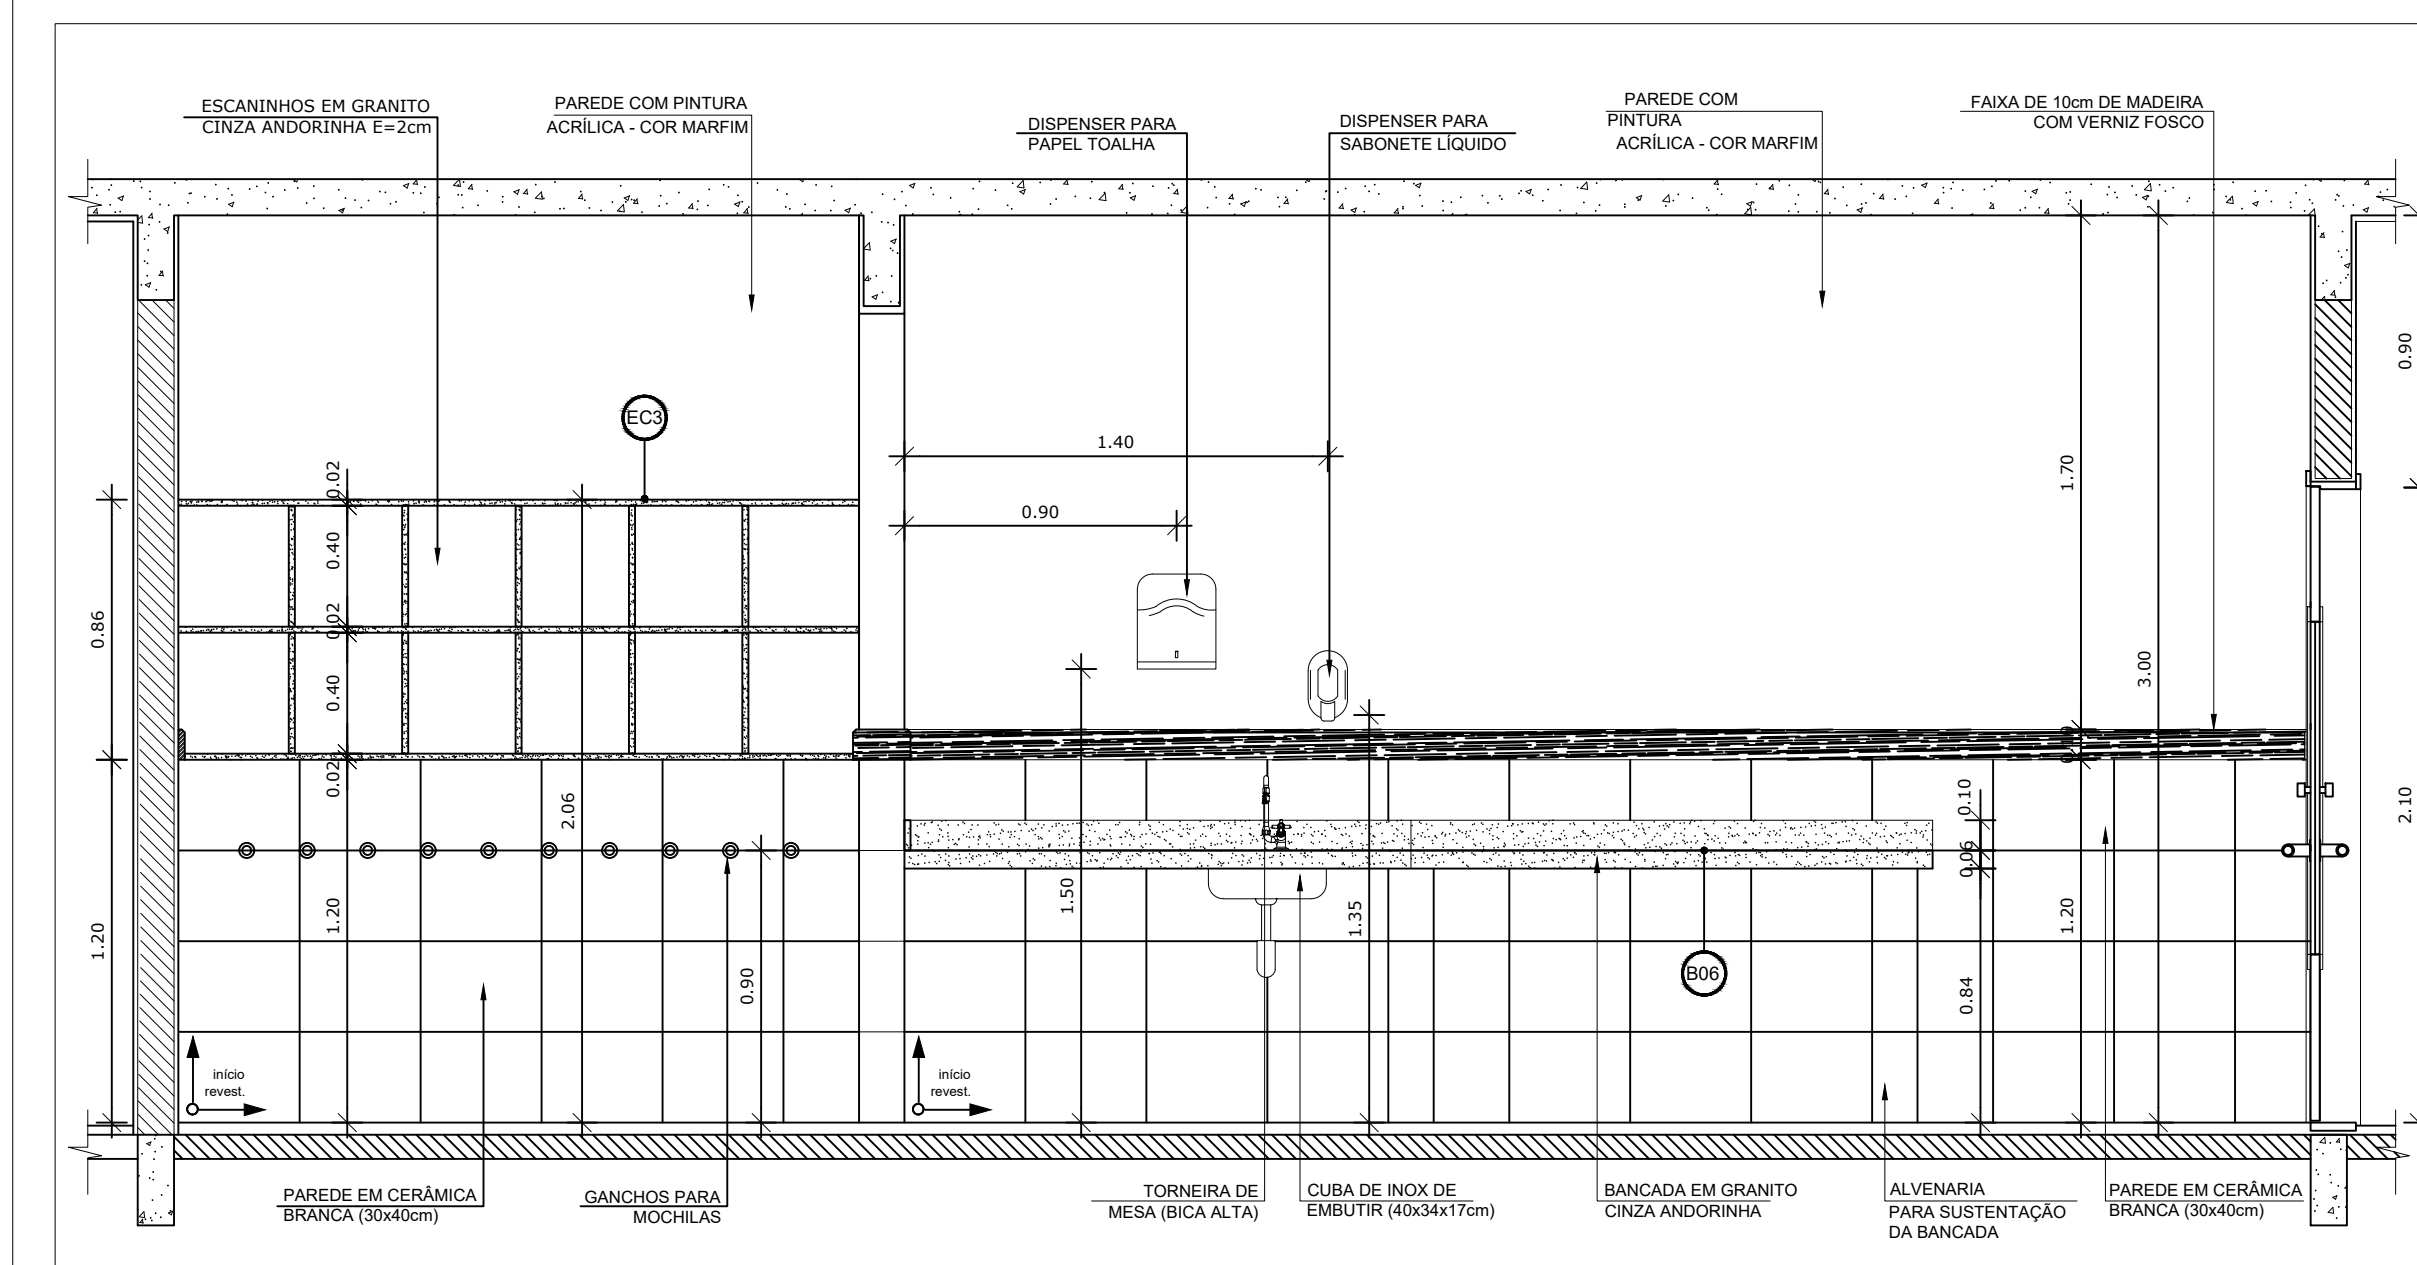 ESCANINHOS EM GRANITO
CINZA ANDORINHA E=2cm
PAREDE COM PINTURA
ACRÍLICA - COR MARFIM
DISPENSER PARA
PAPEL TOALHA
DISPENSER PARA
SABONETE LÍQUIDO
PAREDE COM
PINTURA
ACRÍLICA - COR MARFIM
FAIXA DE 10cm DE MADEIRA
COM VERNIZ FOSCO
EC3
1.40
0.90
0.02
0.40
0.02
0.40
0.02
1.20
0.86
1.20
2.06
0.90
1.50
1.35
1.70
3.00
0.90
2.10
0.10
0.06
0.84
1.20
B06
início
revest.
início
revest.
PAREDE EM CERÂMICA
BRANCA (30x40cm)
GANCHOS PARA
MOCHILAS
TORNEIRA DE
MESA (BICA ALTA)
CUBA DE INOX DE
EMBUTIR (40x34x17cm)
BANCADA EM GRANITO
CINZA ANDORINHA
ALVENARIA
PARA SUSTENTAÇÃO
DA BANCADA
PAREDE EM CERÂMICA
BRANCA (30x40cm)